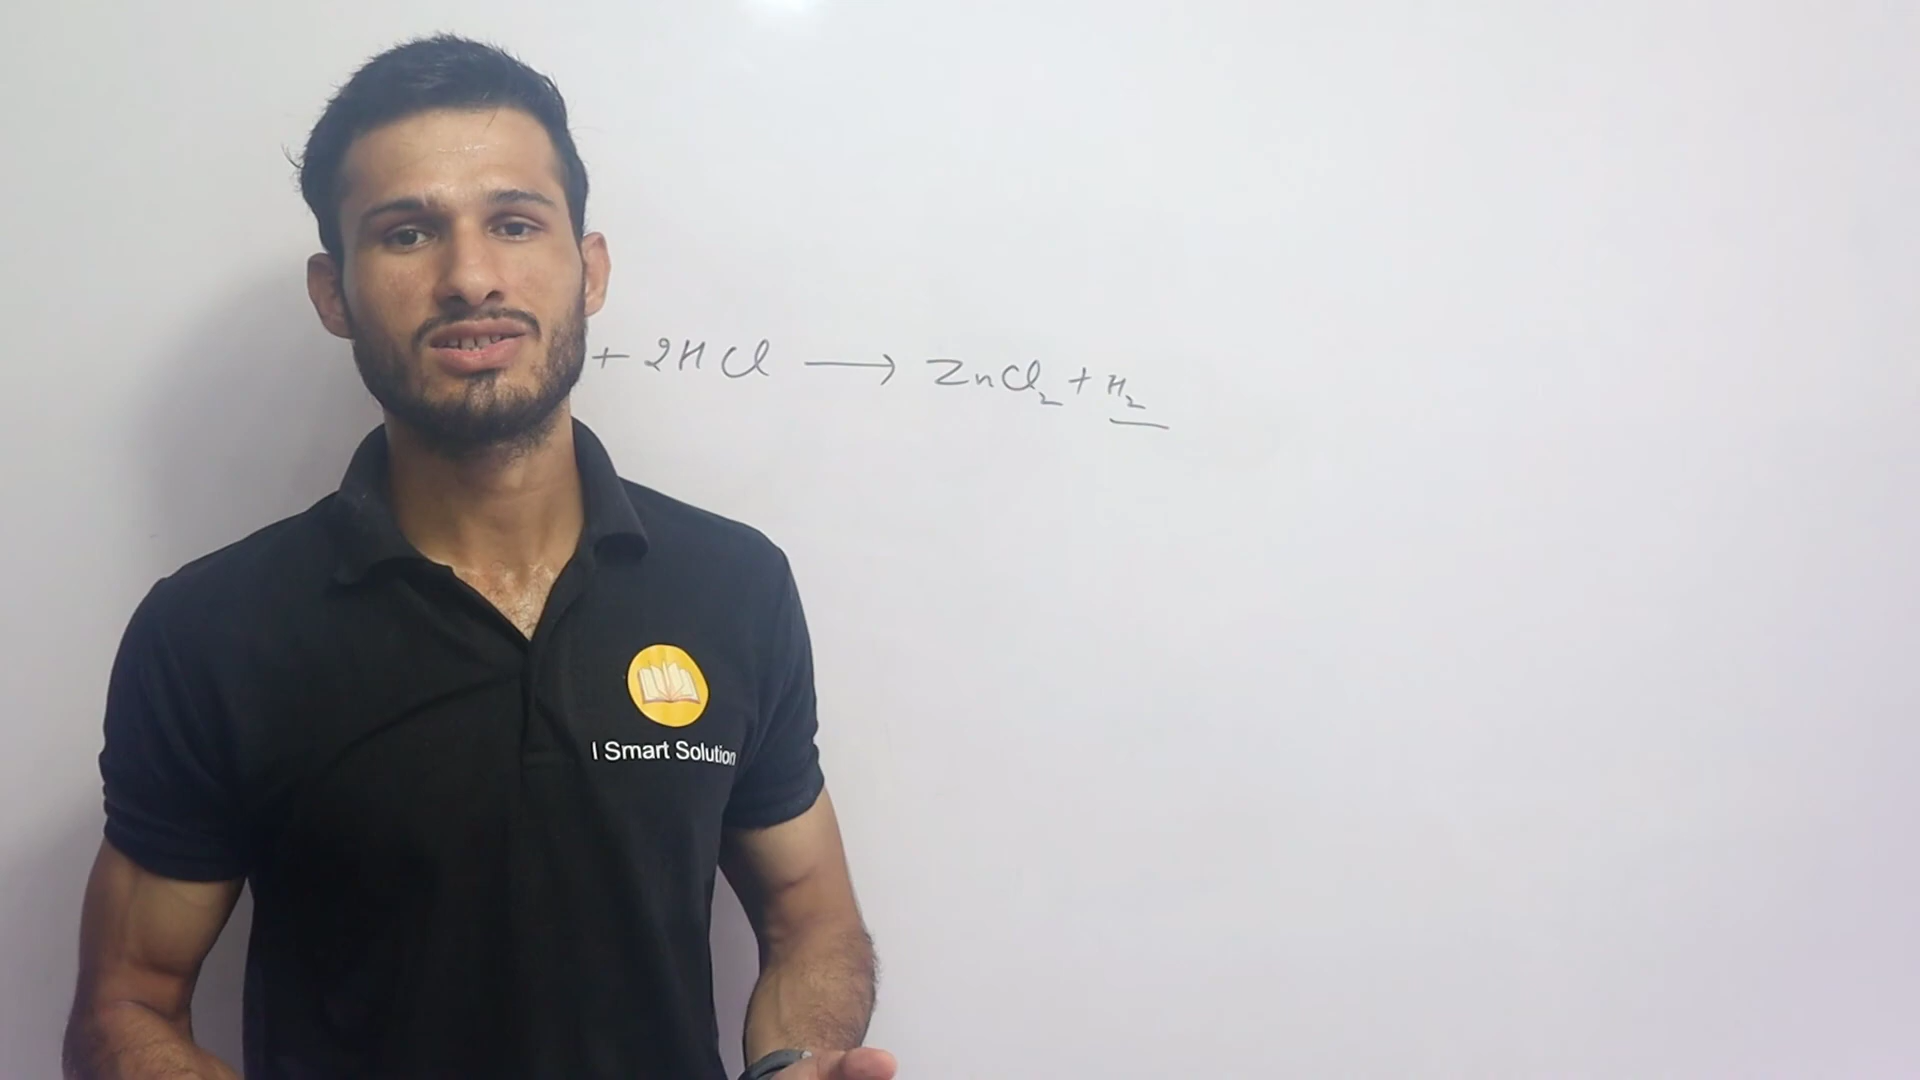 + 2HCl → ZnCl₂ + H₂
I Smart Solution